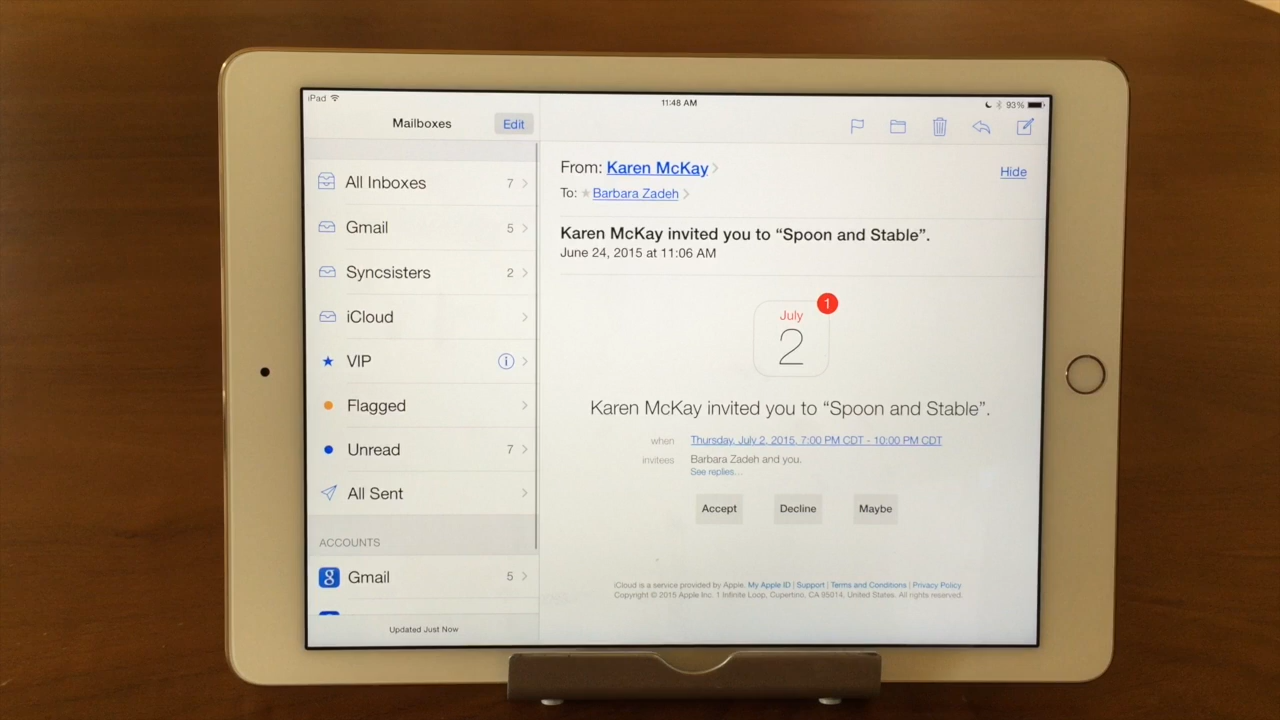 iPad
11:48 AM
93%
Mailboxes
Edit
All Inboxes 7
Gmail 5
Syncsisters 2
iCloud
VIP
Flagged
Unread 7
All Sent
ACCOUNTS
Gmail 5
Updated Just Now
From: Karen McKay
Hide
To: Barbara Zadeh
Karen McKay invited you to “Spoon and Stable”.
June 24, 2015 at 11:06 AM
1
July
2
Karen McKay invited you to “Spoon and Stable”.
when Thursday, July 2, 2015, 7:00 PM CDT - 10:00 PM CDT
invitees Barbara Zadeh and you.
See replies...
Accept Decline Maybe
iCloud is a service provided by Apple. My Apple ID | Support | Terms and Conditions | Privacy Policy
Copyright © 2015 Apple Inc. 1 Infinite Loop, Cupertino, CA 95014, United States. All rights reserved.